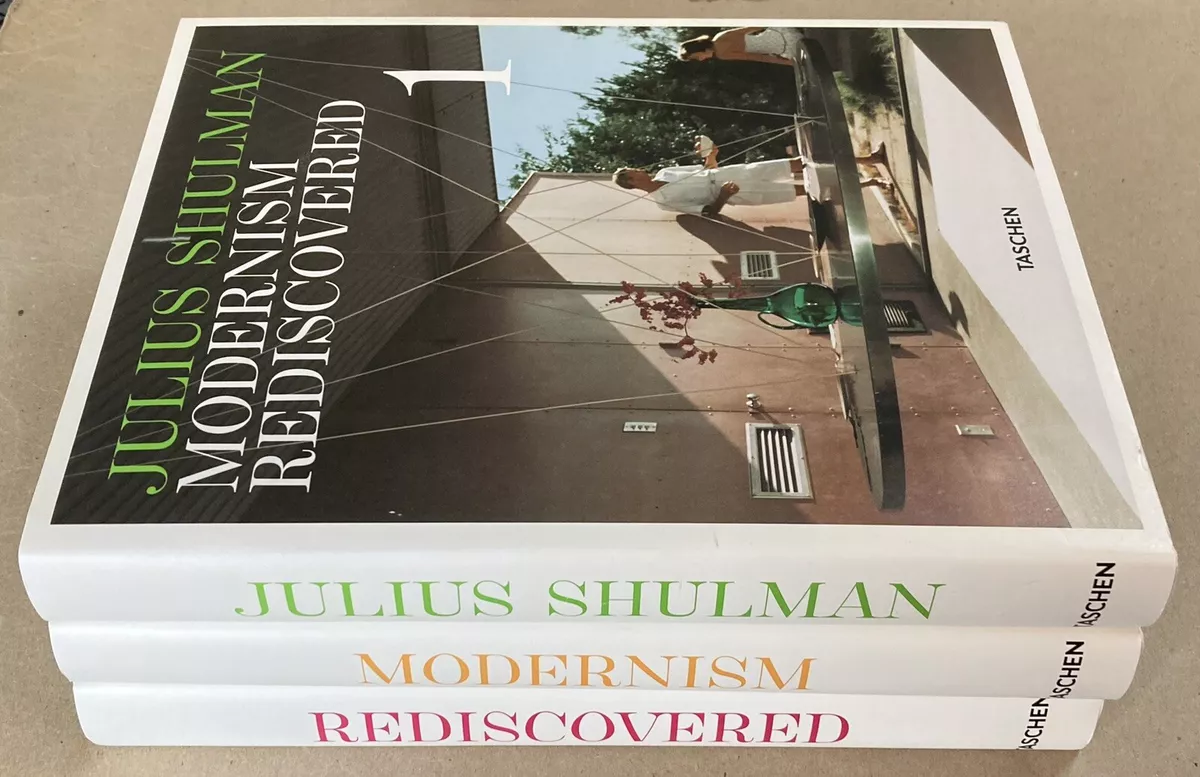 JULIUS SHULMAN
MODERNISM
REDISCOVERED
1
TASCHEN
JULIUS SHULMAN
TASCHEN
MODERNISM
TASCHEN
REDISCOVERED
TASCHEN